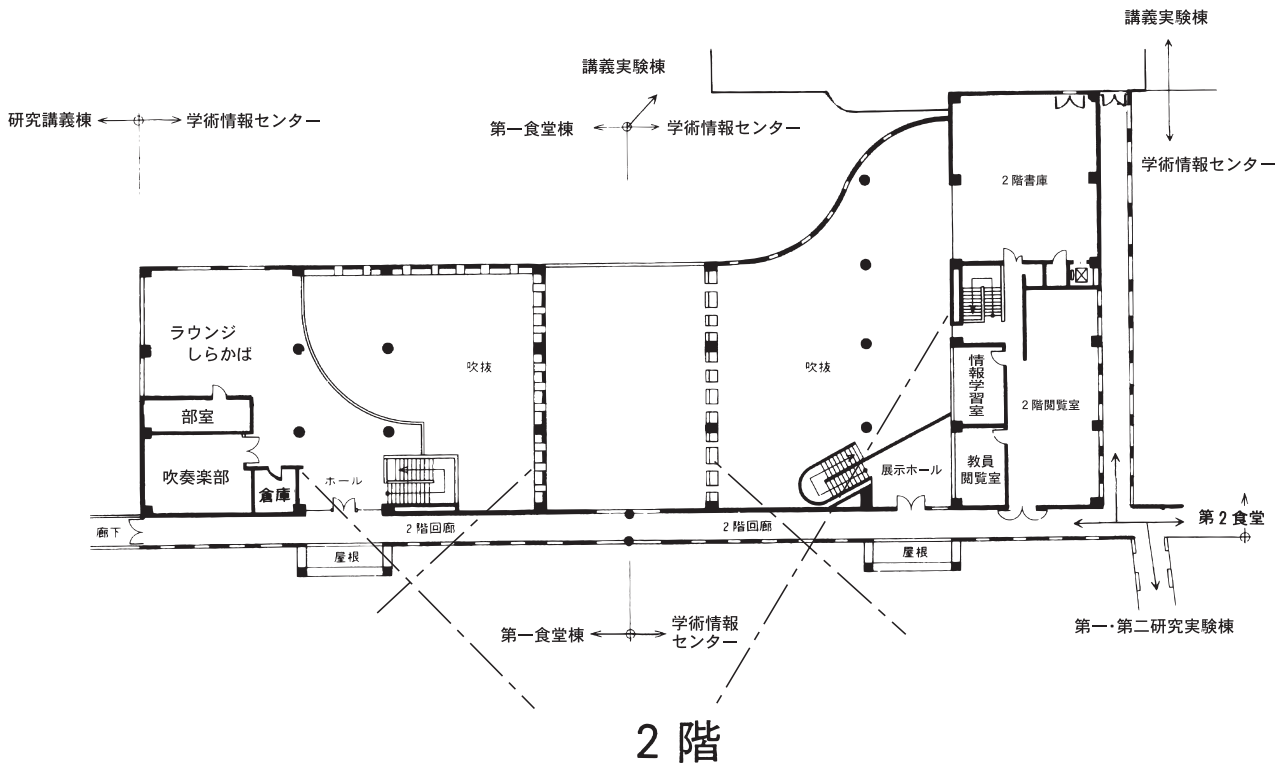 講義実験棟
講義実験棟
研究講義棟
学術情報センター
第一食堂棟
学術情報センター
学術情報センター
2階書庫
ラウンジ
しらかば
吹抜
吹抜
情報学習室
2階閲覧室
部室
吹奏楽部
倉庫
ホール
展示ホール
教員
閲覧室
廊下
2階回廊
2階回廊
第2食堂
屋根
屋根
第一食堂棟
学術情報
センター
第一・第二研究実験棟
2階